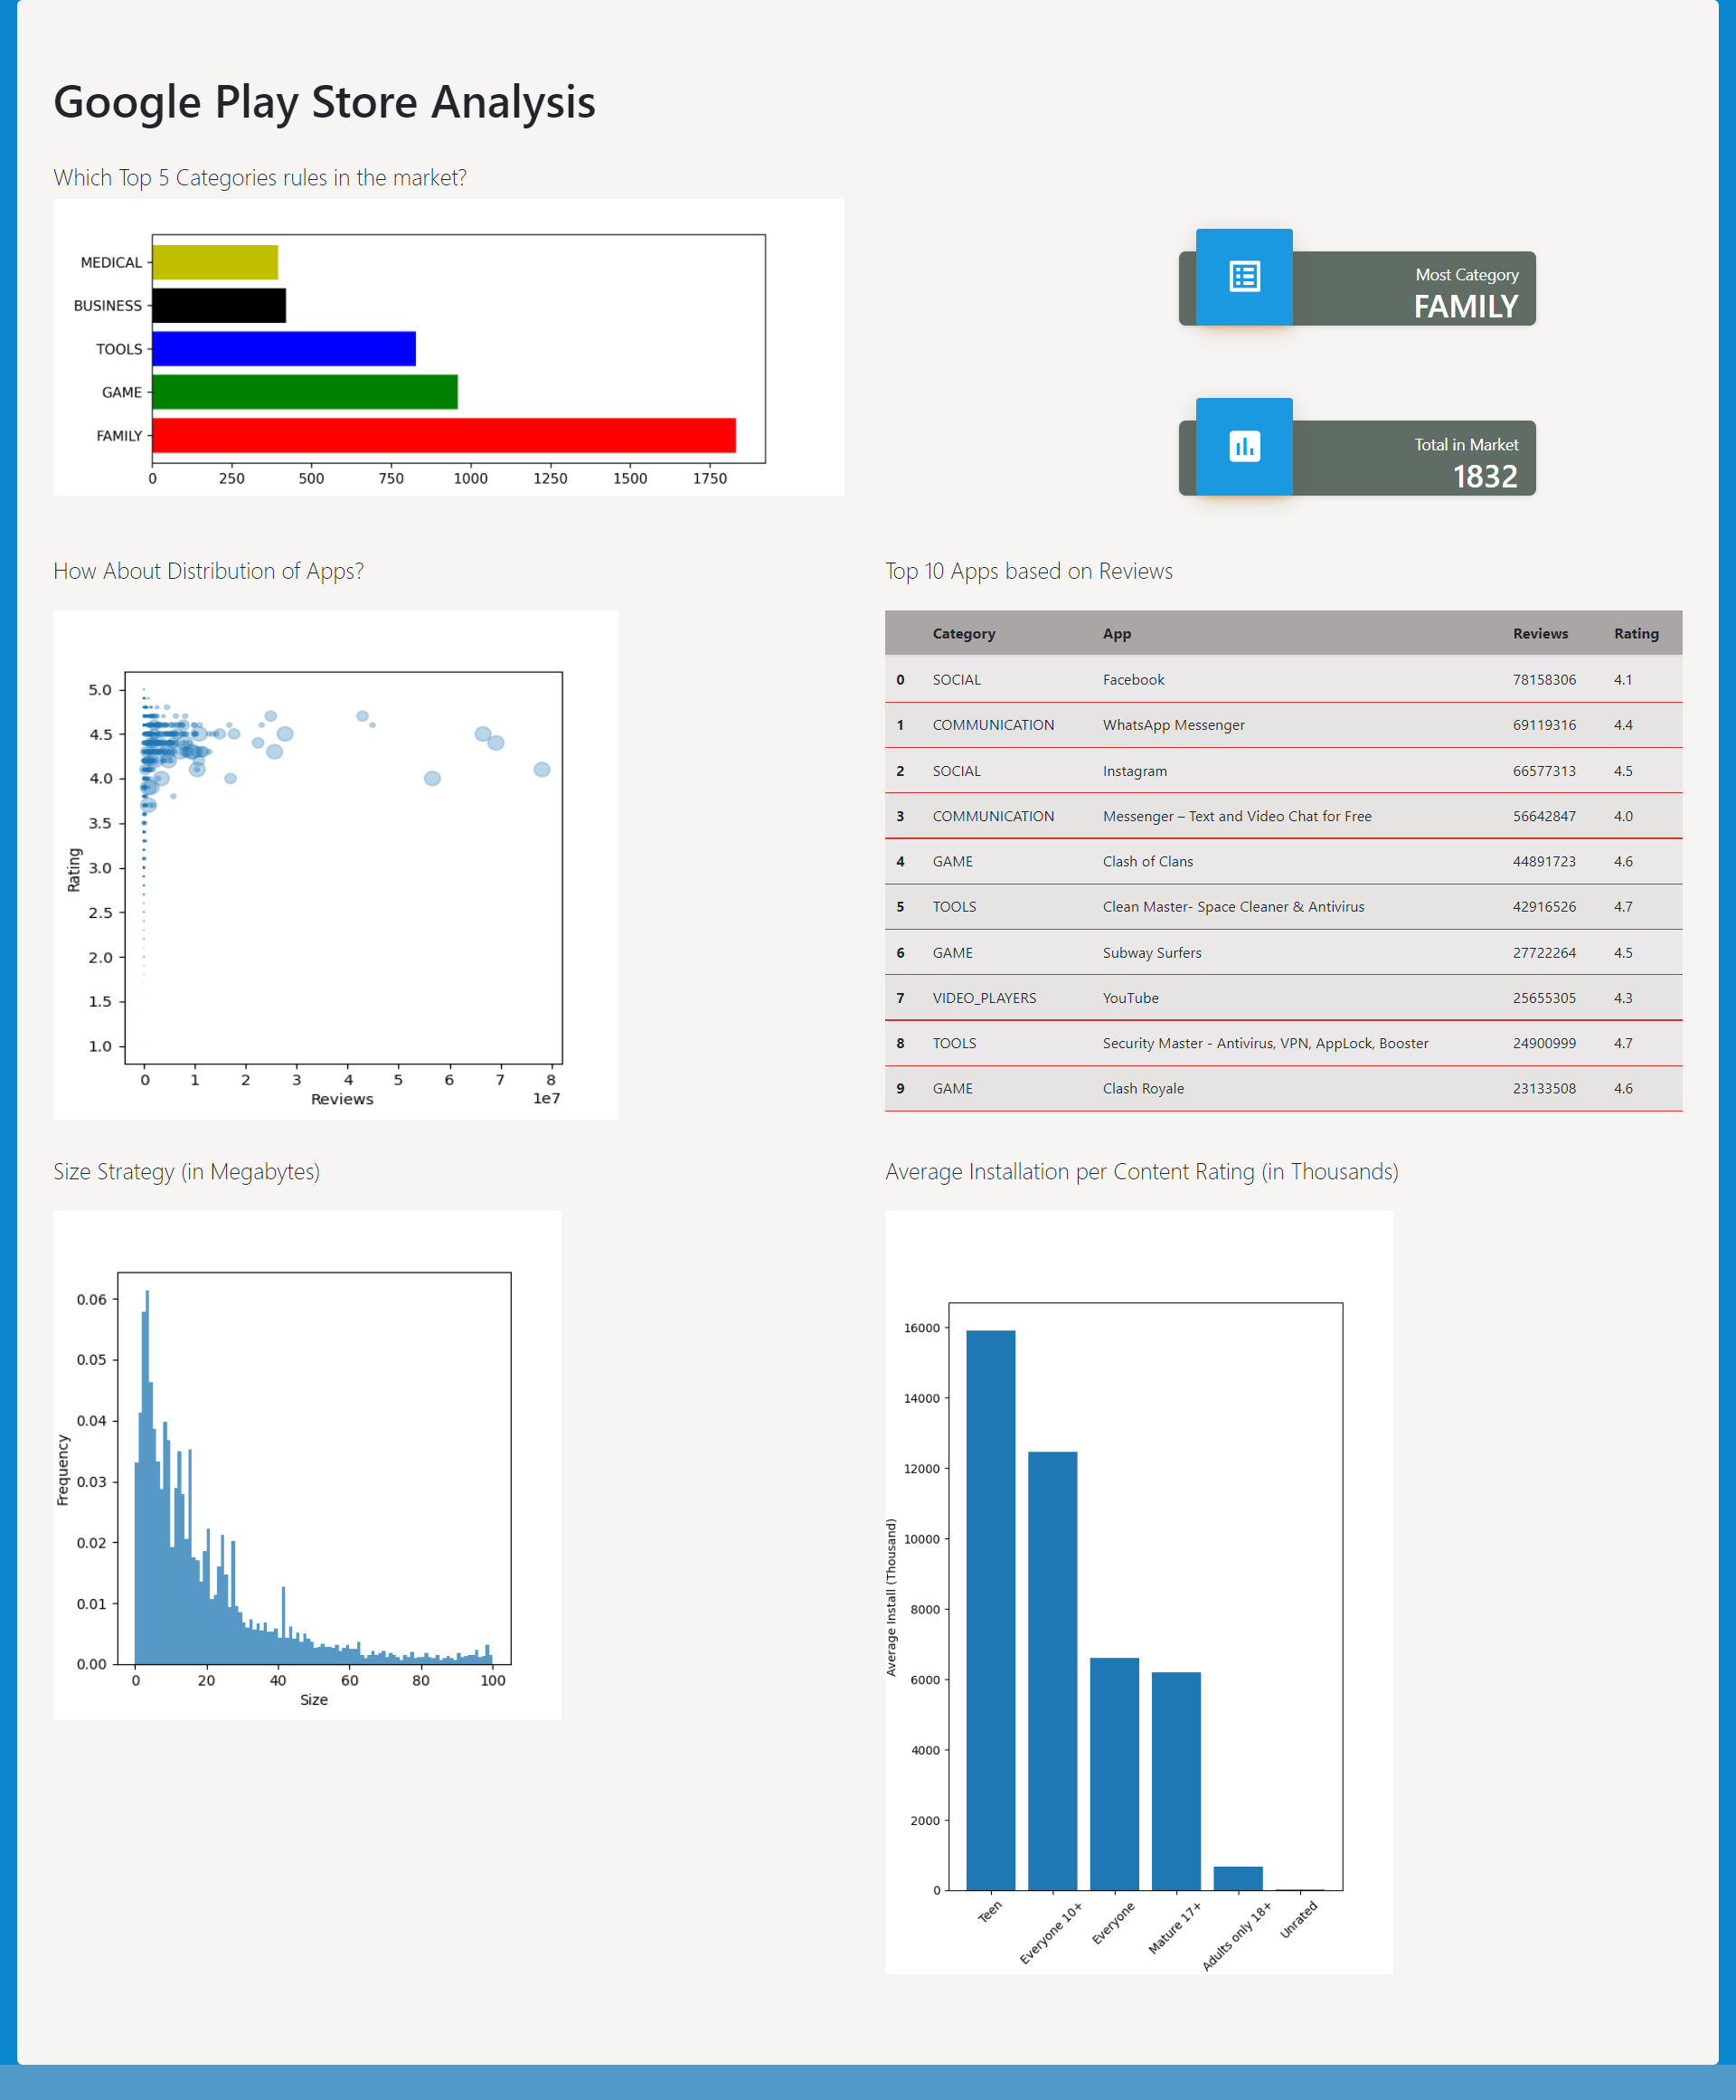 Google Play Store Analysis
Which Top 5 Categories rules in the market?
MEDICAL
BUSINESS
TOOLS
GAME
FAMILY
0 250 500 750 1000 1250 1500 1750
Most Category
FAMILY
Total in Market
1832
How About Distribution of Apps?
5.0
4.5
4.0
3.5
3.0
2.5
2.0
1.5
1.0
Rating
0 1 2 3 4 5 6 7 8
Reviews 1e7
Top 10 Apps based on Reviews
Category App Reviews Rating
0 SOCIAL Facebook 78158306 4.1
1 COMMUNICATION WhatsApp Messenger 69119316 4.4
2 SOCIAL Instagram 66577313 4.5
3 COMMUNICATION Messenger – Text and Video Chat for Free 56642847 4.0
4 GAME Clash of Clans 44891723 4.6
5 TOOLS Clean Master- Space Cleaner & Antivirus 42916526 4.7
6 GAME Subway Surfers 27722264 4.5
7 VIDEO_PLAYERS YouTube 25655305 4.3
8 TOOLS Security Master - Antivirus, VPN, AppLock, Booster 24900999 4.7
9 GAME Clash Royale 23133508 4.6
Size Strategy (in Megabytes)
0.06
0.05
0.04
0.03
0.02
0.01
0.00
Frequency
0 20 40 60 80 100
Size
Average Installation per Content Rating (in Thousands)
16000
14000
12000
10000
8000
6000
4000
2000
0
Average Install (Thousand)
Teen
Everyone 10+
Everyone
Mature 17+
Adults only 18+
Unrated